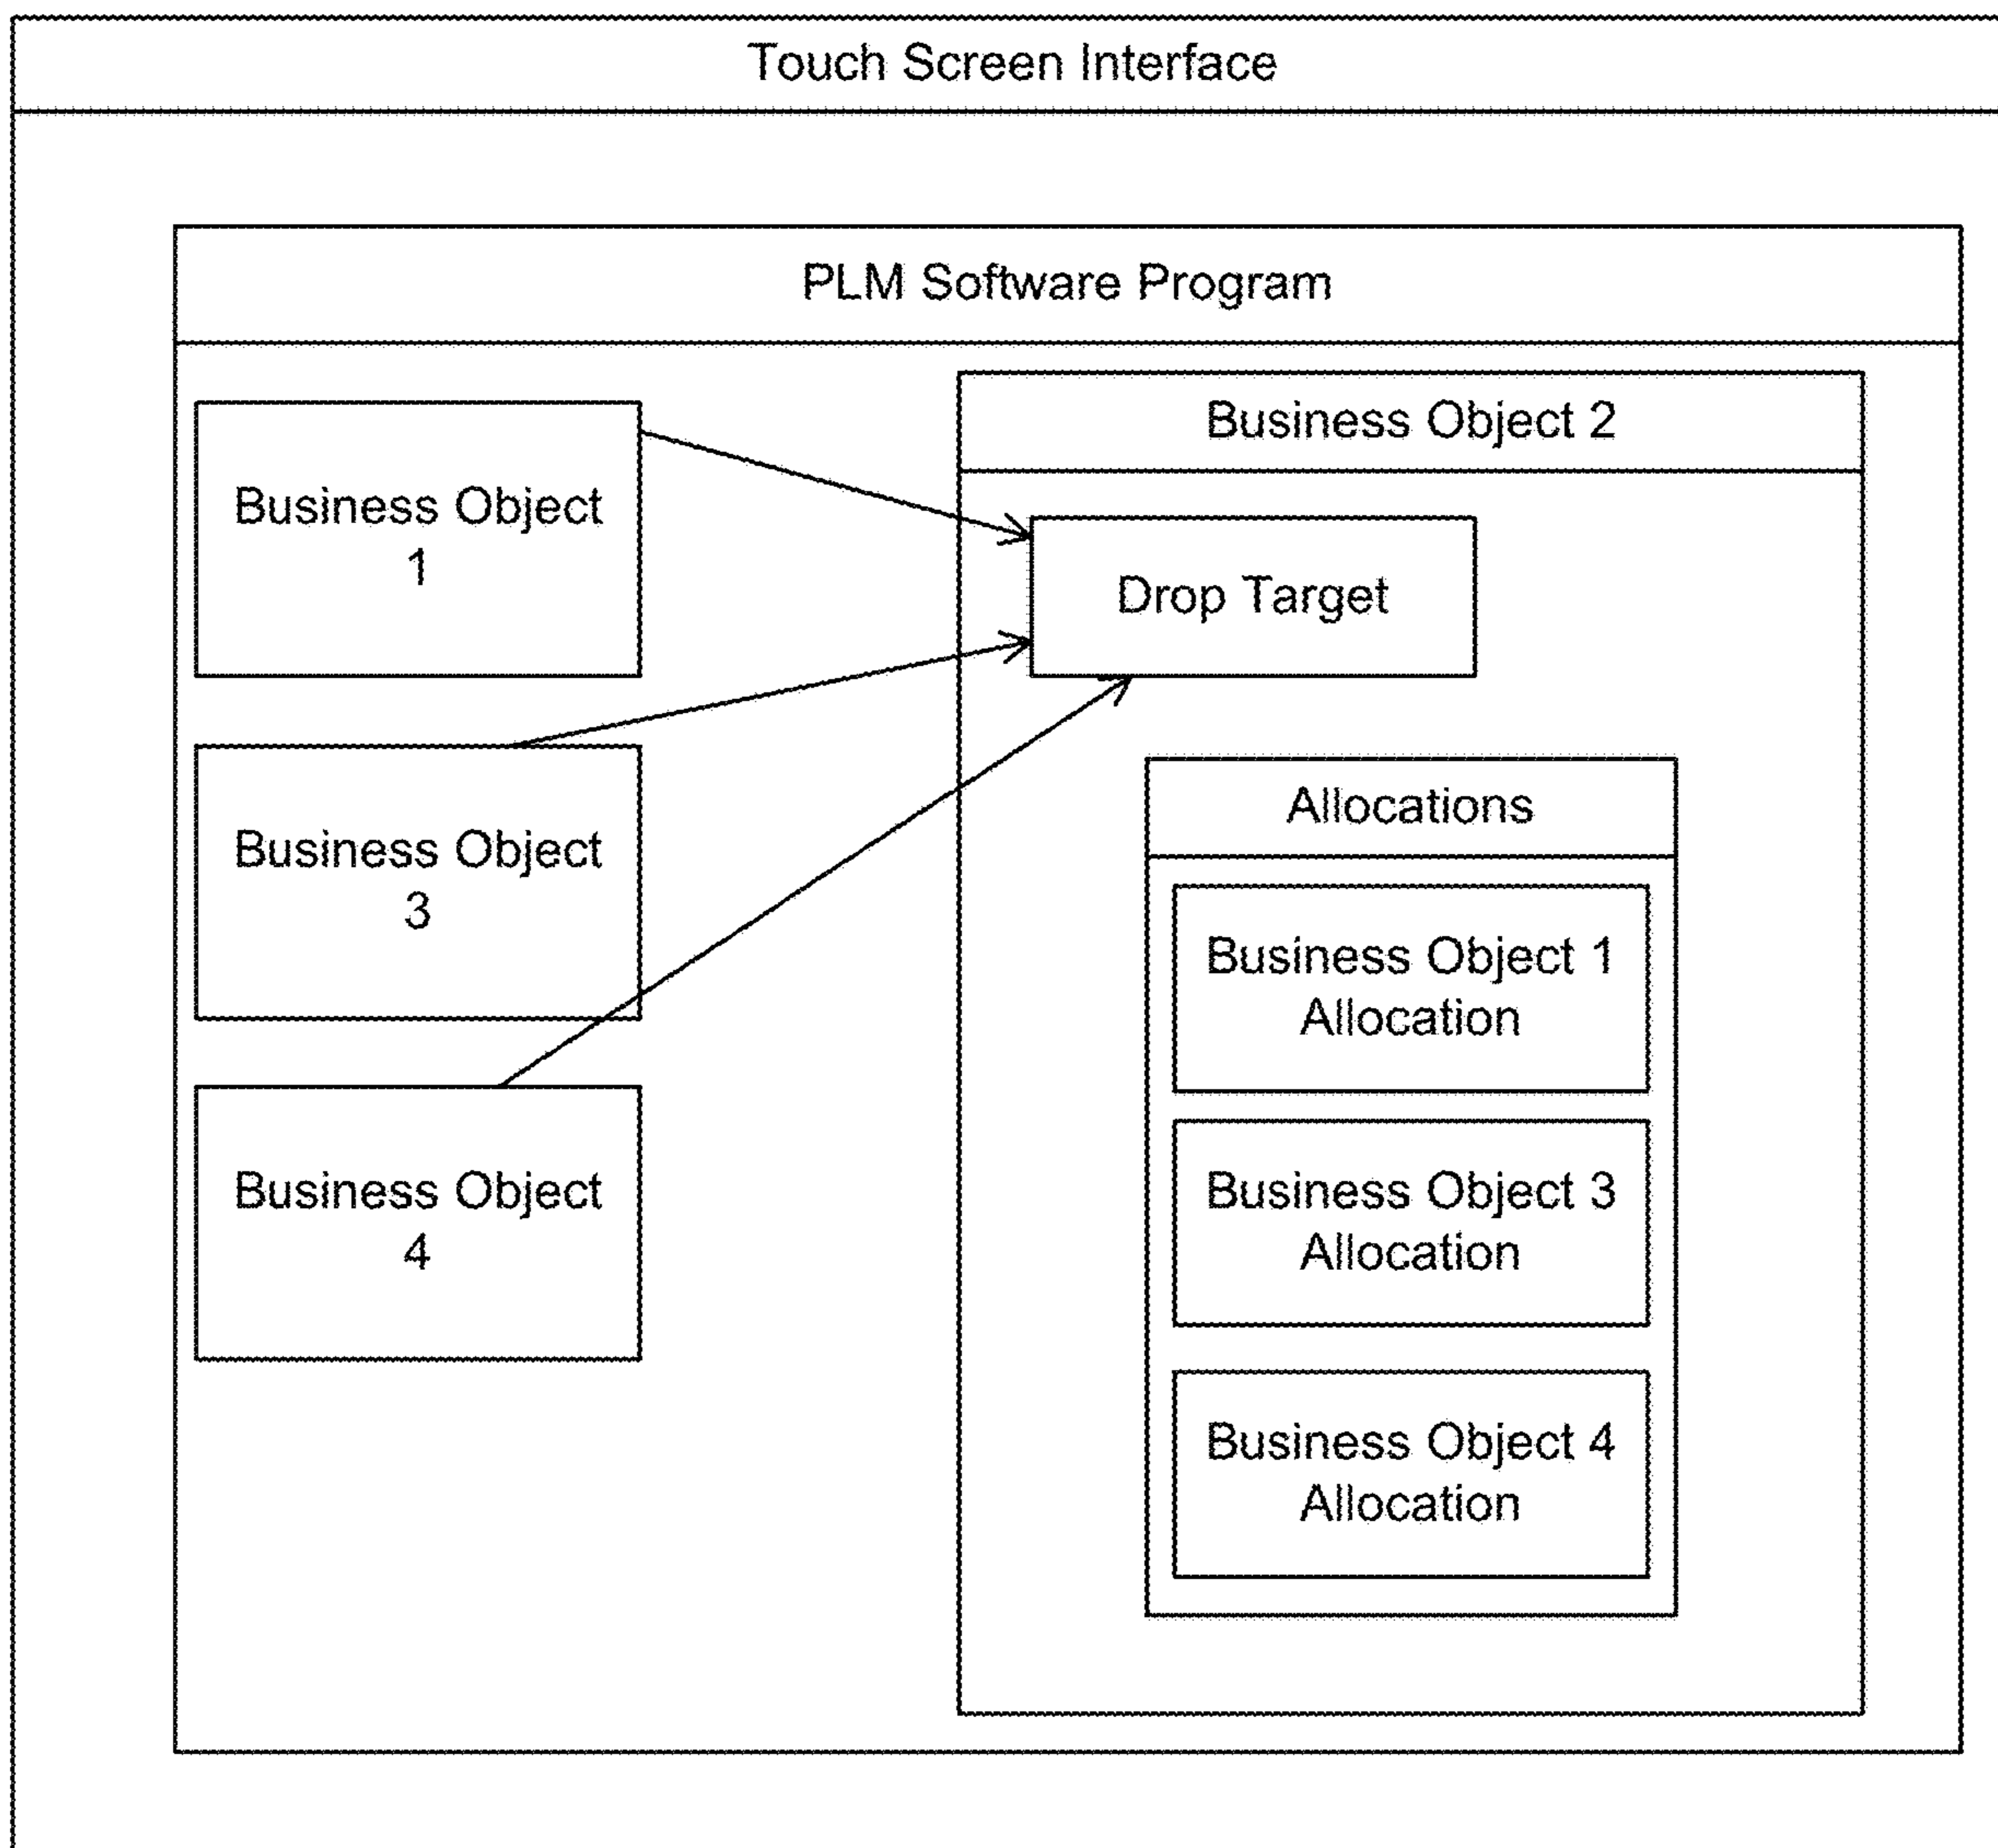 Touch Screen Interface
PLM Software Program
Business Object
1
Business Object
3
Business Object
4
Business Object 2
Drop Target
Allocations
Business Object 1
Allocation
Business Object 3
Allocation
Business Object 4
Allocation